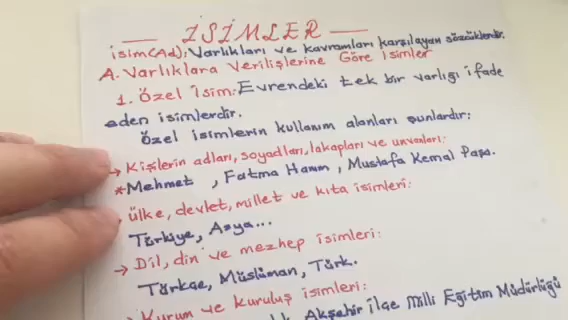 İSİMLER
isim(Ad): Varlıkları ve kavramları karşılayan sözcüklerdir.
A. Varlıklara Verilişlerine Göre İsimler
1. Özel İsim: Evrendeki tek bir varlığı ifade
eden isimlerdir.
Özel isimlerin kullanım alanları şunlardır:
→ Kişilerin adları, soyadları, lakapları ve unvanları:
*Mehmet, Fatma Hanım, Mustafa Kemal Paşa.
→ ülke, devlet, millet ve kıta isimleri:
Türkiye, Asya...
→ Dil, din ve mezhep isimleri:
Türkçe, Müslüman, Türk.
→ Kurum ve kuruluş isimleri:
Akşehir ilçe Milli Eğitim Müdürlüğü